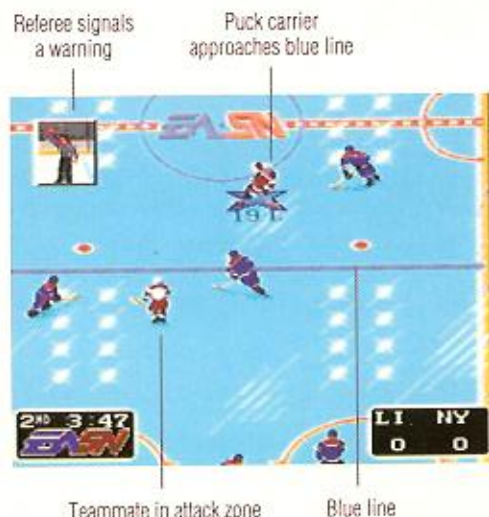 Referee signals
a warning
Puck carrier
approaches blue line
EASN
19 L
2ND 3:47
EASN
LI NY
0 0
Teammate in attack zone
Blue line